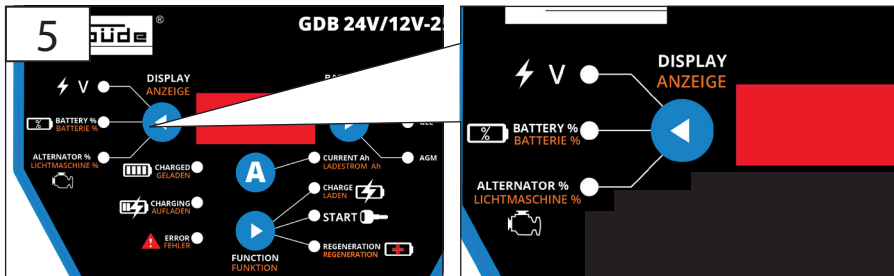 5
güde®
GDB 24V/12V-2
V
DISPLAY
ANZEIGE
BATTERY %
BATTERIE %
ALTERNATOR %
LICHTMASCHINE %
AGM
CHARGED
GELADEN
A
CURRENT Ah
LADESTROM Ah
CHARGING
AUFLADEN
CHARGE
LADEN
START
ERROR
FEHLER
FUNCTION
FUNKTION
REGENERATION
REGENERATION
V
DISPLAY
ANZEIGE
%
BATTERY %
BATTERIE %
ALTERNATOR %
LICHTMASCHINE %